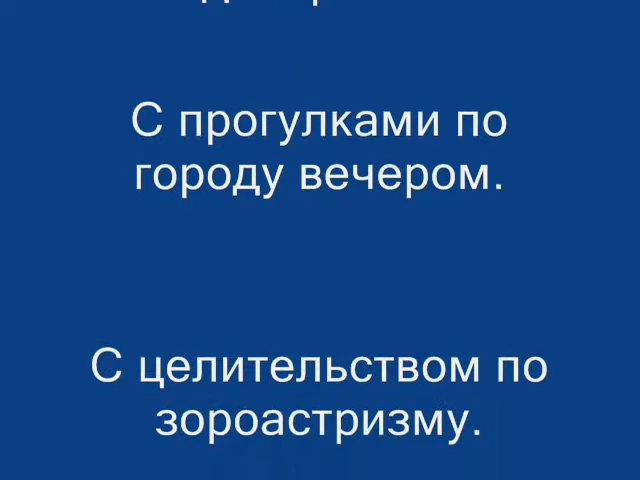 С прогулками по
городу вечером.
С целительством по
зороастризму.